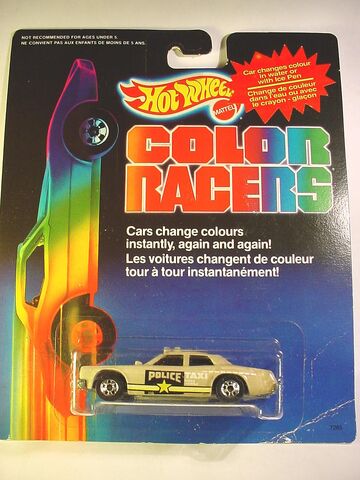 NOT RECOMMENDED FOR AGES UNDER 5.
NE CONVIENT PAS AUX ENFANTS DE MOINS DE 5 ANS.
Hot Wheels
MATTEL
Car changes colour
in water or
with Ice Pen
Change de couleur
dans l'eau ou avec
le crayon - glaçon
COLOR
RACERS
Cars change colours
instantly, again and again!
Les voitures changent de couleur
tour à tour instantanément!
POLICE TAXI